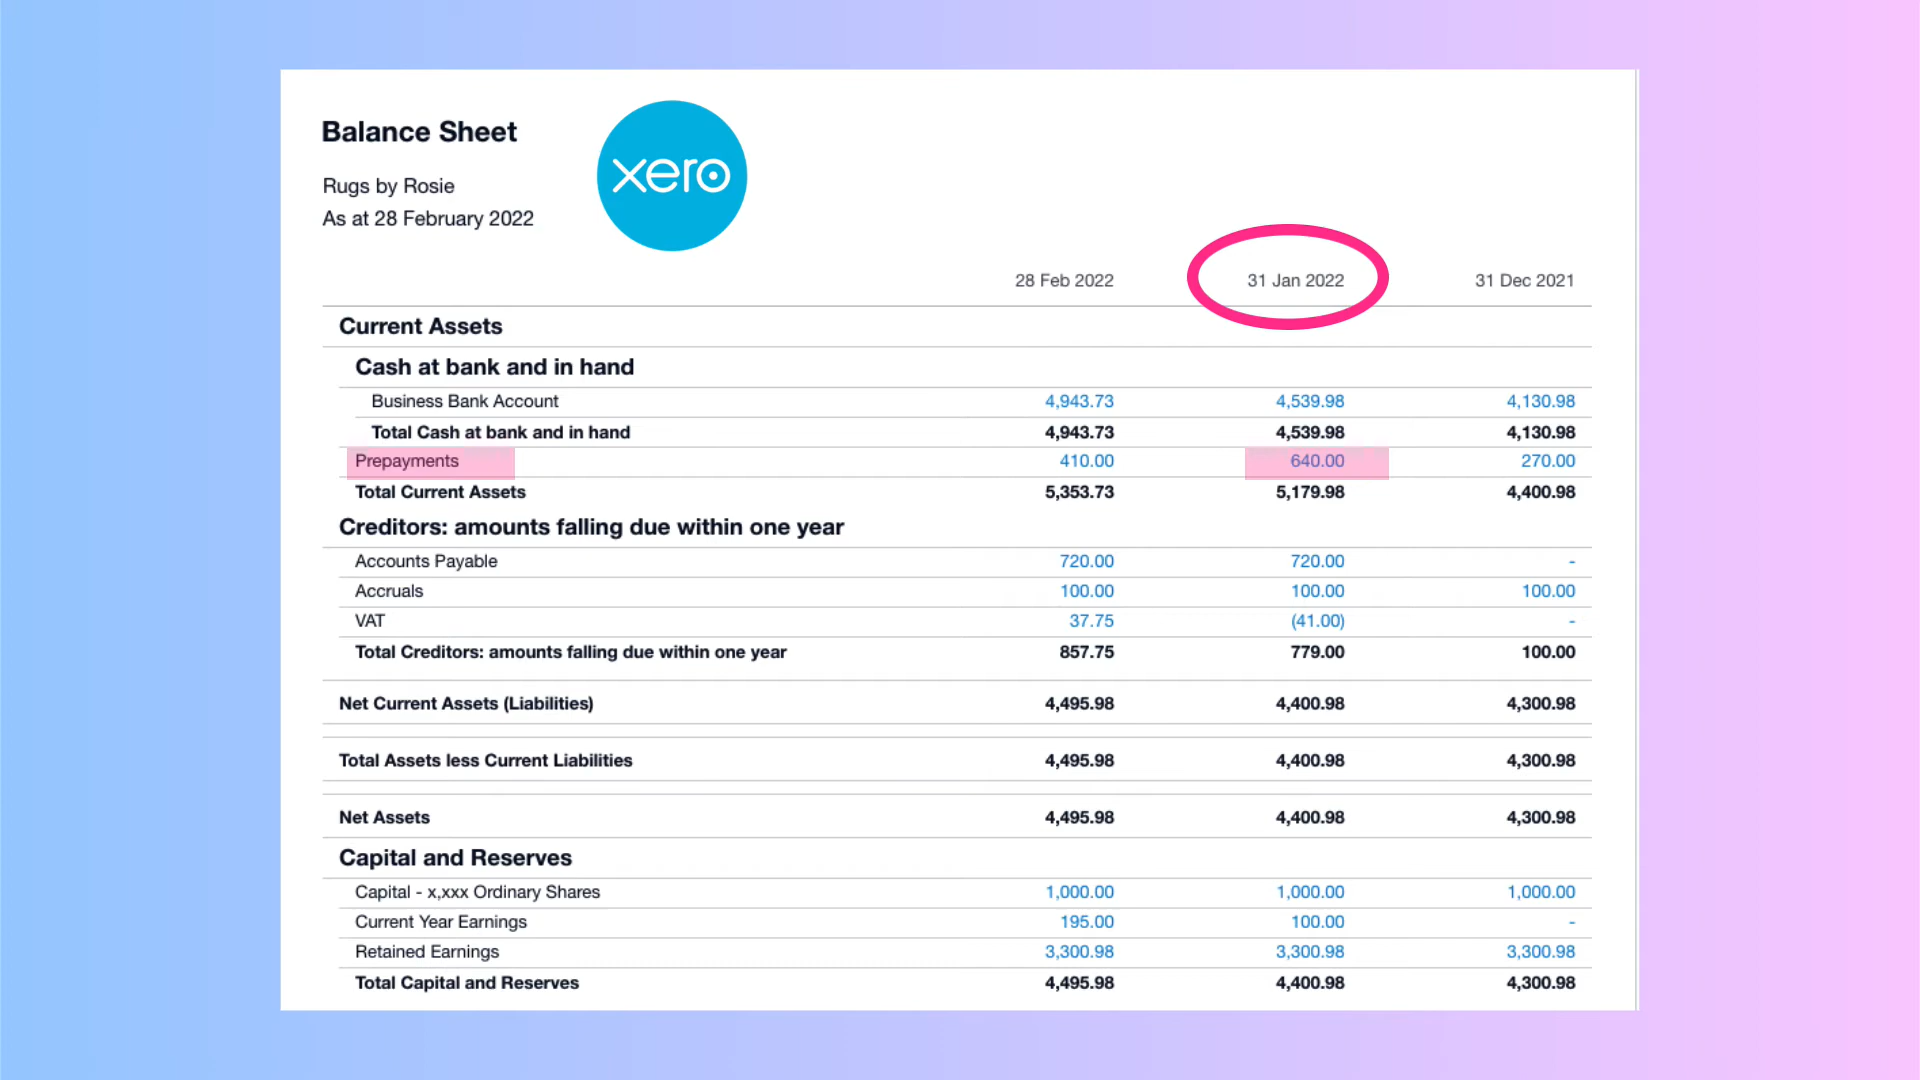 Balance Sheet
xero
Rugs by Rosie
As at 28 February 2022
28 Feb 2022 31 Jan 2022 31 Dec 2021
Current Assets
Cash at bank and in hand
Business Bank Account 4,943.73 4,539.98 4,130.98
Total Cash at bank and in hand 4,943.73 4,539.98 4,130.98
Prepayments 410.00 640.00 270.00
Total Current Assets 5,353.73 5,179.98 4,400.98
Creditors: amounts falling due within one year
Accounts Payable 720.00 720.00 -
Accruals 100.00 100.00 100.00
VAT 37.75 (41.00) -
Total Creditors: amounts falling due within one year 857.75 779.00 100.00
Net Current Assets (Liabilities) 4,495.98 4,400.98 4,300.98
Total Assets less Current Liabilities 4,495.98 4,400.98 4,300.98
Net Assets 4,495.98 4,400.98 4,300.98
Capital and Reserves
Capital - x,xxx Ordinary Shares 1,000.00 1,000.00 1,000.00
Current Year Earnings 195.00 100.00 -
Retained Earnings 3,300.98 3,300.98 3,300.98
Total Capital and Reserves 4,495.98 4,400.98 4,300.98